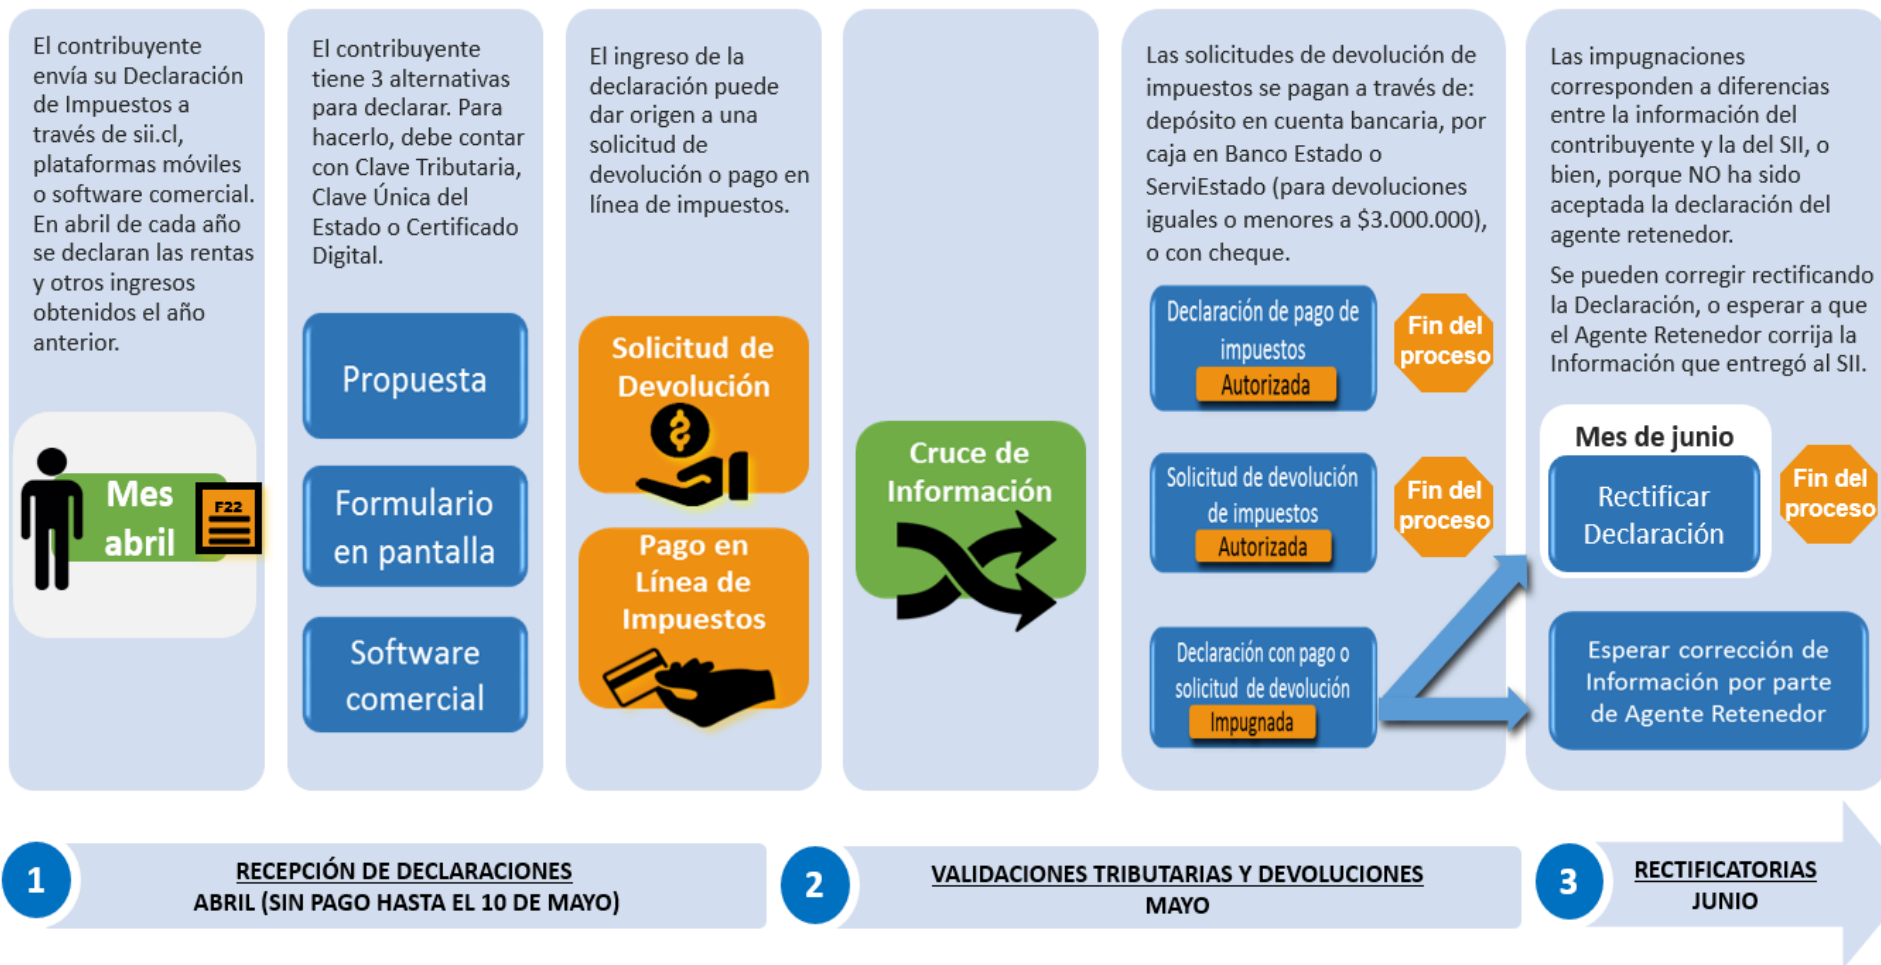 El contribuyente
envía su Declaración
de Impuestos a
través de sii.cl,
plataformas móviles
o software comercial.
En abril de cada año
se declaran las rentas
y otros ingresos
obtenidos el año
anterior.
Mes
abril
F22
El contribuyente
tiene 3 alternativas
para declarar. Para
hacerlo, debe contar
con Clave Tributaria,
Clave Única del
Estado o Certificado
Digital.
Propuesta
Formulario
en pantalla
Software
comercial
El ingreso de la
declaración puede
dar origen a una
solicitud de
devolución o pago en
línea de impuestos.
Solicitud de
Devolución
Pago en
Línea de
Impuestos
Cruce de
Información
Las solicitudes de devolución de
impuestos se pagan a través de:
depósito en cuenta bancaria, por
caja en Banco Estado o
ServiEstado (para devoluciones
iguales o menores a $3.000.000),
o con cheque.
Declaración de pago de
impuestos
Autorizada
Fin del
proceso
Solicitud de devolución
de impuestos
Autorizada
Fin del
proceso
Declaración con pago o
solicitud de devolución
Impugnada
Las impugnaciones
corresponden a diferencias
entre la información del
contribuyente y la del SII, o
bien, porque NO ha sido
aceptada la declaración del
agente retenedor.
Se pueden corregir rectificando
la Declaración, o esperar a que
el Agente Retenedor corrija la
Información que entregó al SII.
Mes de junio
Rectificar
Declaración
Fin del
proceso
Esperar corrección de
Información por parte
de Agente Retenedor
1
RECEPCIÓN DE DECLARACIONES
ABRIL (SIN PAGO HASTA EL 10 DE MAYO)
2
VALIDACIONES TRIBUTARIAS Y DEVOLUCIONES
MAYO
3
RECTIFICATORIAS
JUNIO